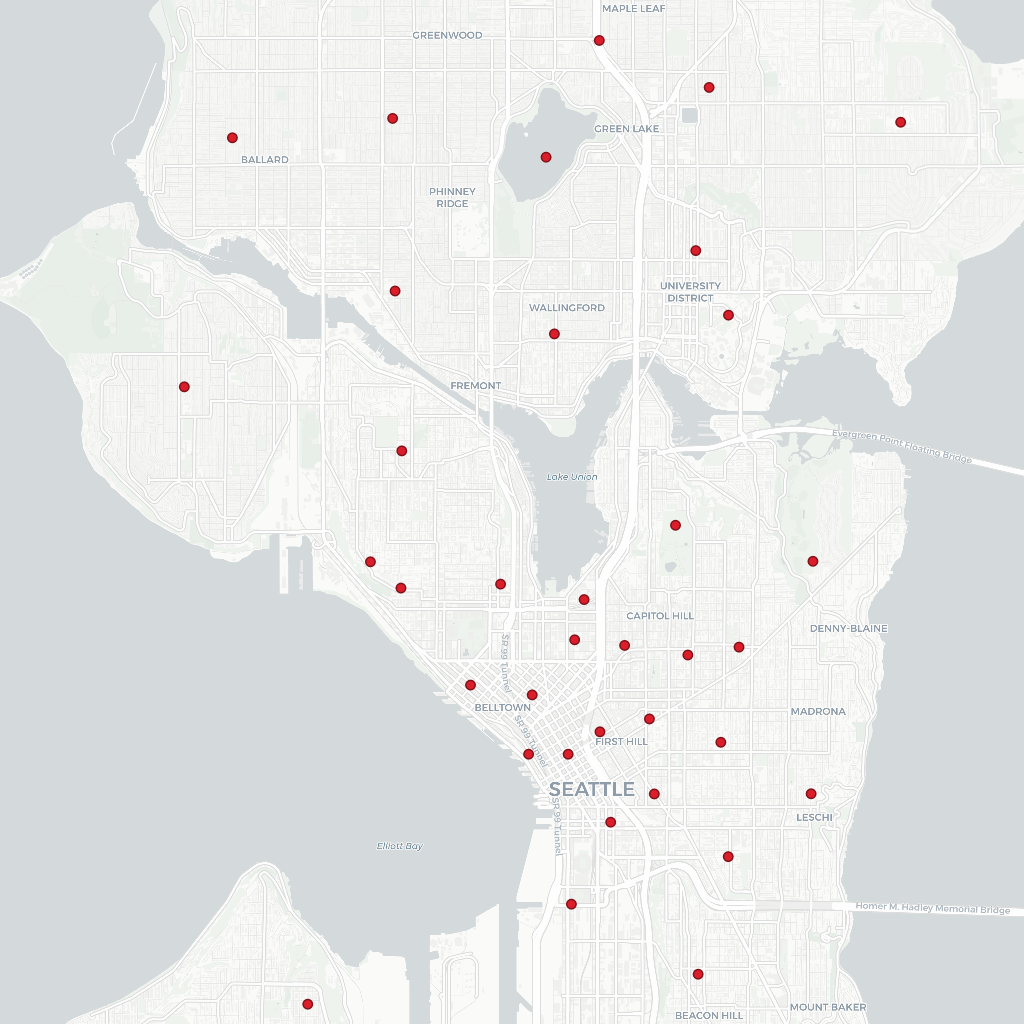 MAPLE LEAF
GREENWOOD
GREEN LAKE
BALLARD
PHINNEY
RIDGE
UNIVERSITY
DISTRICT
WALLINGFORD
FREMONT
Evergreen Point Floating Bridge
Lake Union
CAPITOL HILL
DENNY-BLAINE
SR 99 Tunnel
BELLTOWN
MADRONA
SR 99 Tunnel
FIRST HILL
SEATTLE
SR 99 Tunnel
LESCHI
Elliott Bay
Homer M. Hadley Memorial Bridge
MOUNT BAKER
BEACON HILL